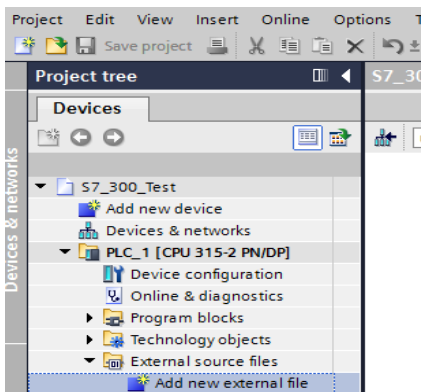 Project Edit View Insert Online Options T
Save project
Project tree
S7_30
Devices
Devices & networks
S7_300_Test
Add new device
Devices & networks
PLC_1 [CPU 315-2 PN/DP]
Device configuration
Online & diagnostics
Program blocks
Technology objects
External source files
Add new external file